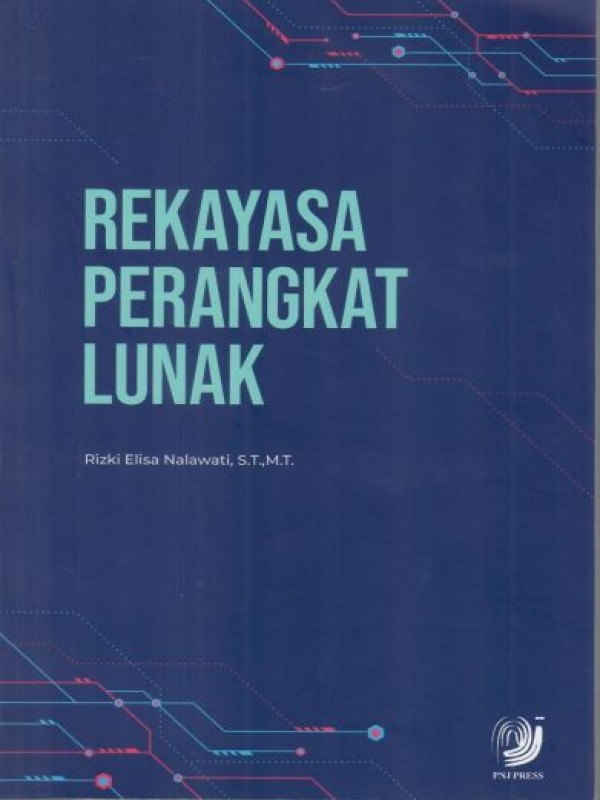 REKAYASA
PERANGKAT
LUNAK
Rizki Elisa Nalawati, S.T.,M.T.
PNJ PRESS